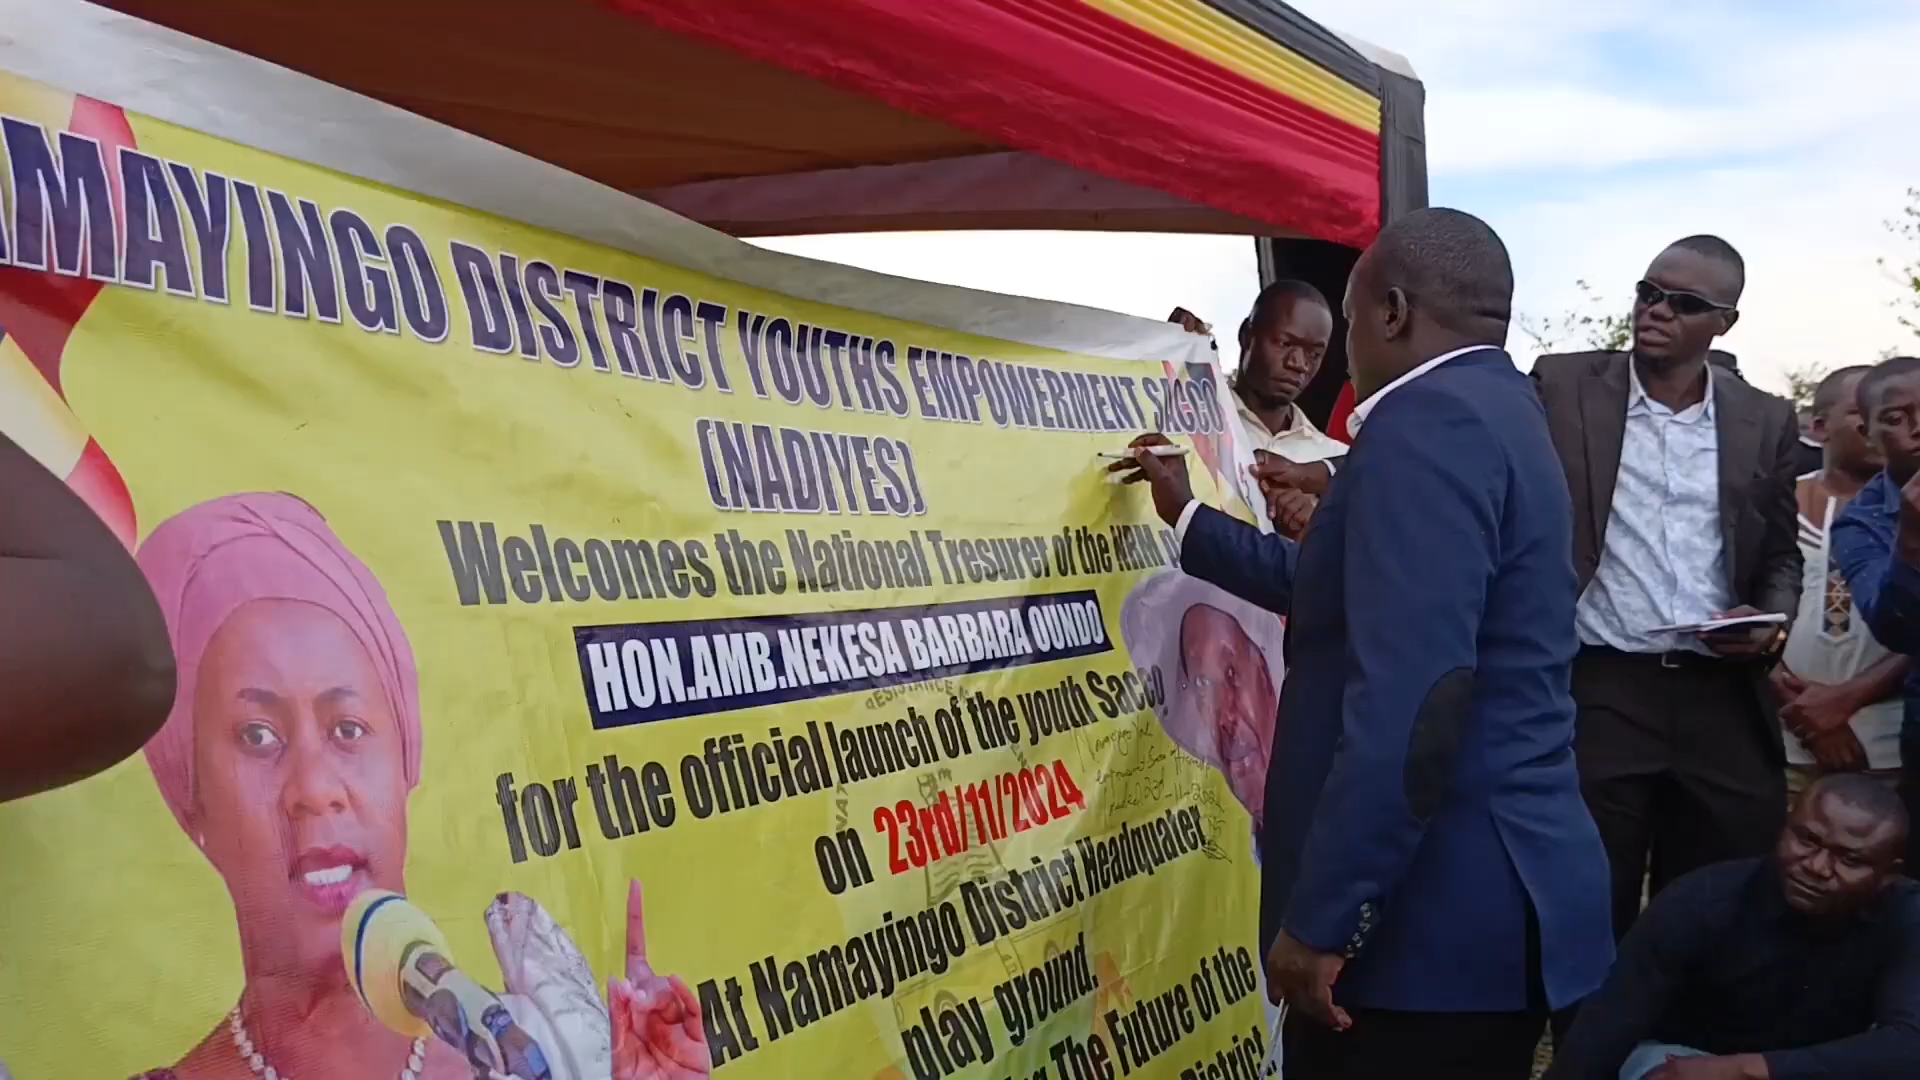 AMAYINGO DISTRICT YOUTHS EMPOWERMENT SACCO
(NADIYES)
Welcomes the National Tresurer of the NRM p
HON.AMB.NEKESA BARBARA OUNDO
for the official launch of the youth Sacco
on 23rd/11/2024
At Namayingo District Headquater
play ground.
The Future of the
District